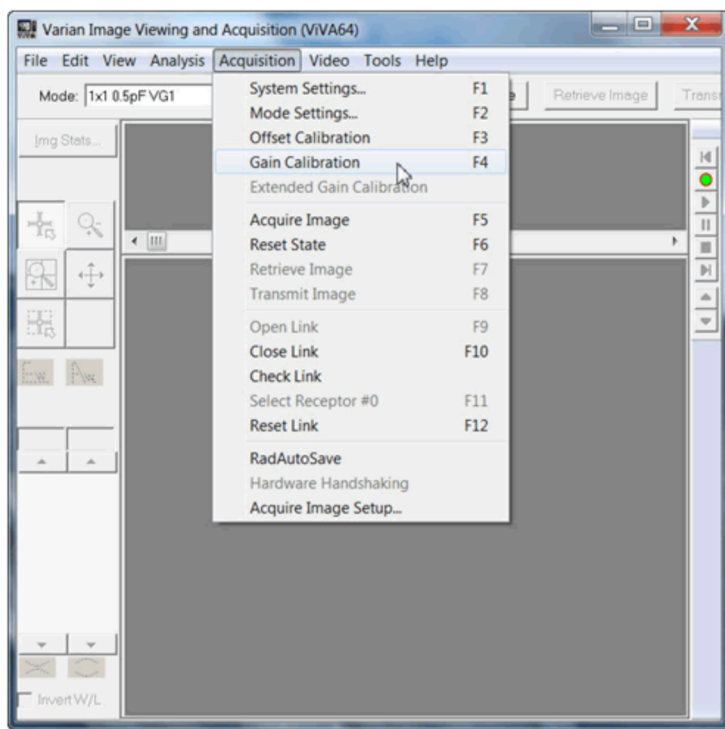 Varian Image Viewing and Acquisition (ViVA64)
File Edit View Analysis Acquisition Video Tools Help
Mode: 1x1 0.5pF VG1
Retrieve Image
Img Stats...
System Settings... F1
Mode Settings... F2
Offset Calibration F3
Gain Calibration F4
Extended Gain Calibration
Acquire Image F5
Reset State F6
Retrieve Image F7
Transmit Image F8
Open Link F9
Close Link F10
Check Link
Select Receptor #0 F11
Reset Link F12
RadAutoSave
Hardware Handshaking
Acquire Image Setup...
Invert W/L